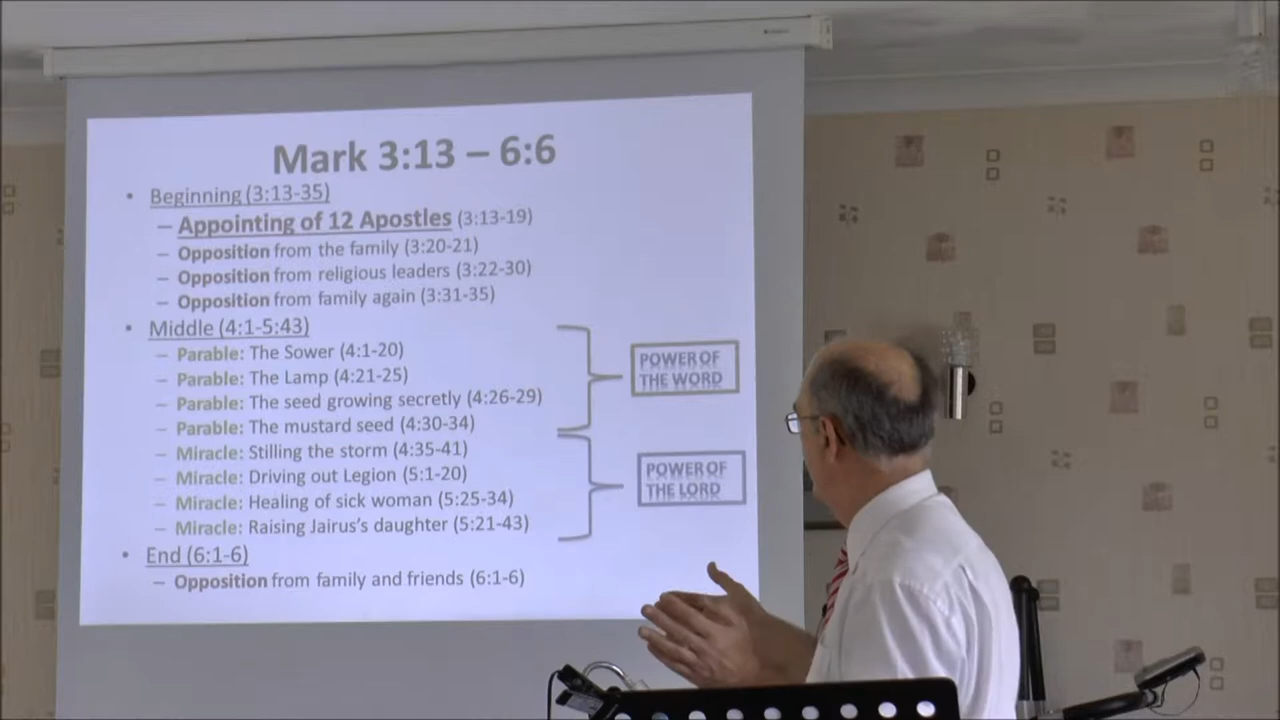 Mark 3:13 – 6:6
• Beginning (3:13-35)
– Appointing of 12 Apostles (3:13-19)
– Opposition from the family (3:20-21)
– Opposition from religious leaders (3:22-30)
– Opposition from family again (3:31-35)
• Middle (4:1-5:43)
– Parable: The Sower (4:1-20)
– Parable: The Lamp (4:21-25)
– Parable: The seed growing secretly (4:26-29)
– Parable: The mustard seed (4:30-34)
POWER OF
THE WORD
– Miracle: Stilling the storm (4:35-41)
– Miracle: Driving out Legion (5:1-20)
– Miracle: Healing of sick woman (5:25-34)
– Miracle: Raising Jairus's daughter (5:21-43)
POWER OF
THE LORD
• End (6:1-6)
– Opposition from family and friends (6:1-6)